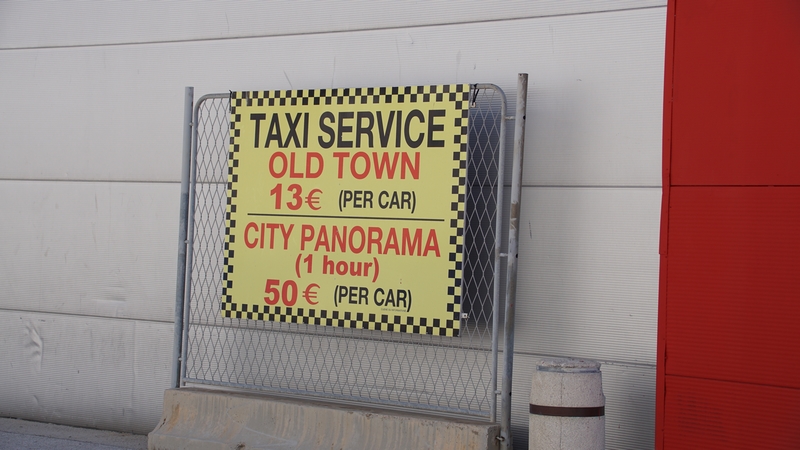 TAXI SERVICE
OLD TOWN
13€ (PER CAR)
CITY PANORAMA
(1 hour)
50€ (PER CAR)